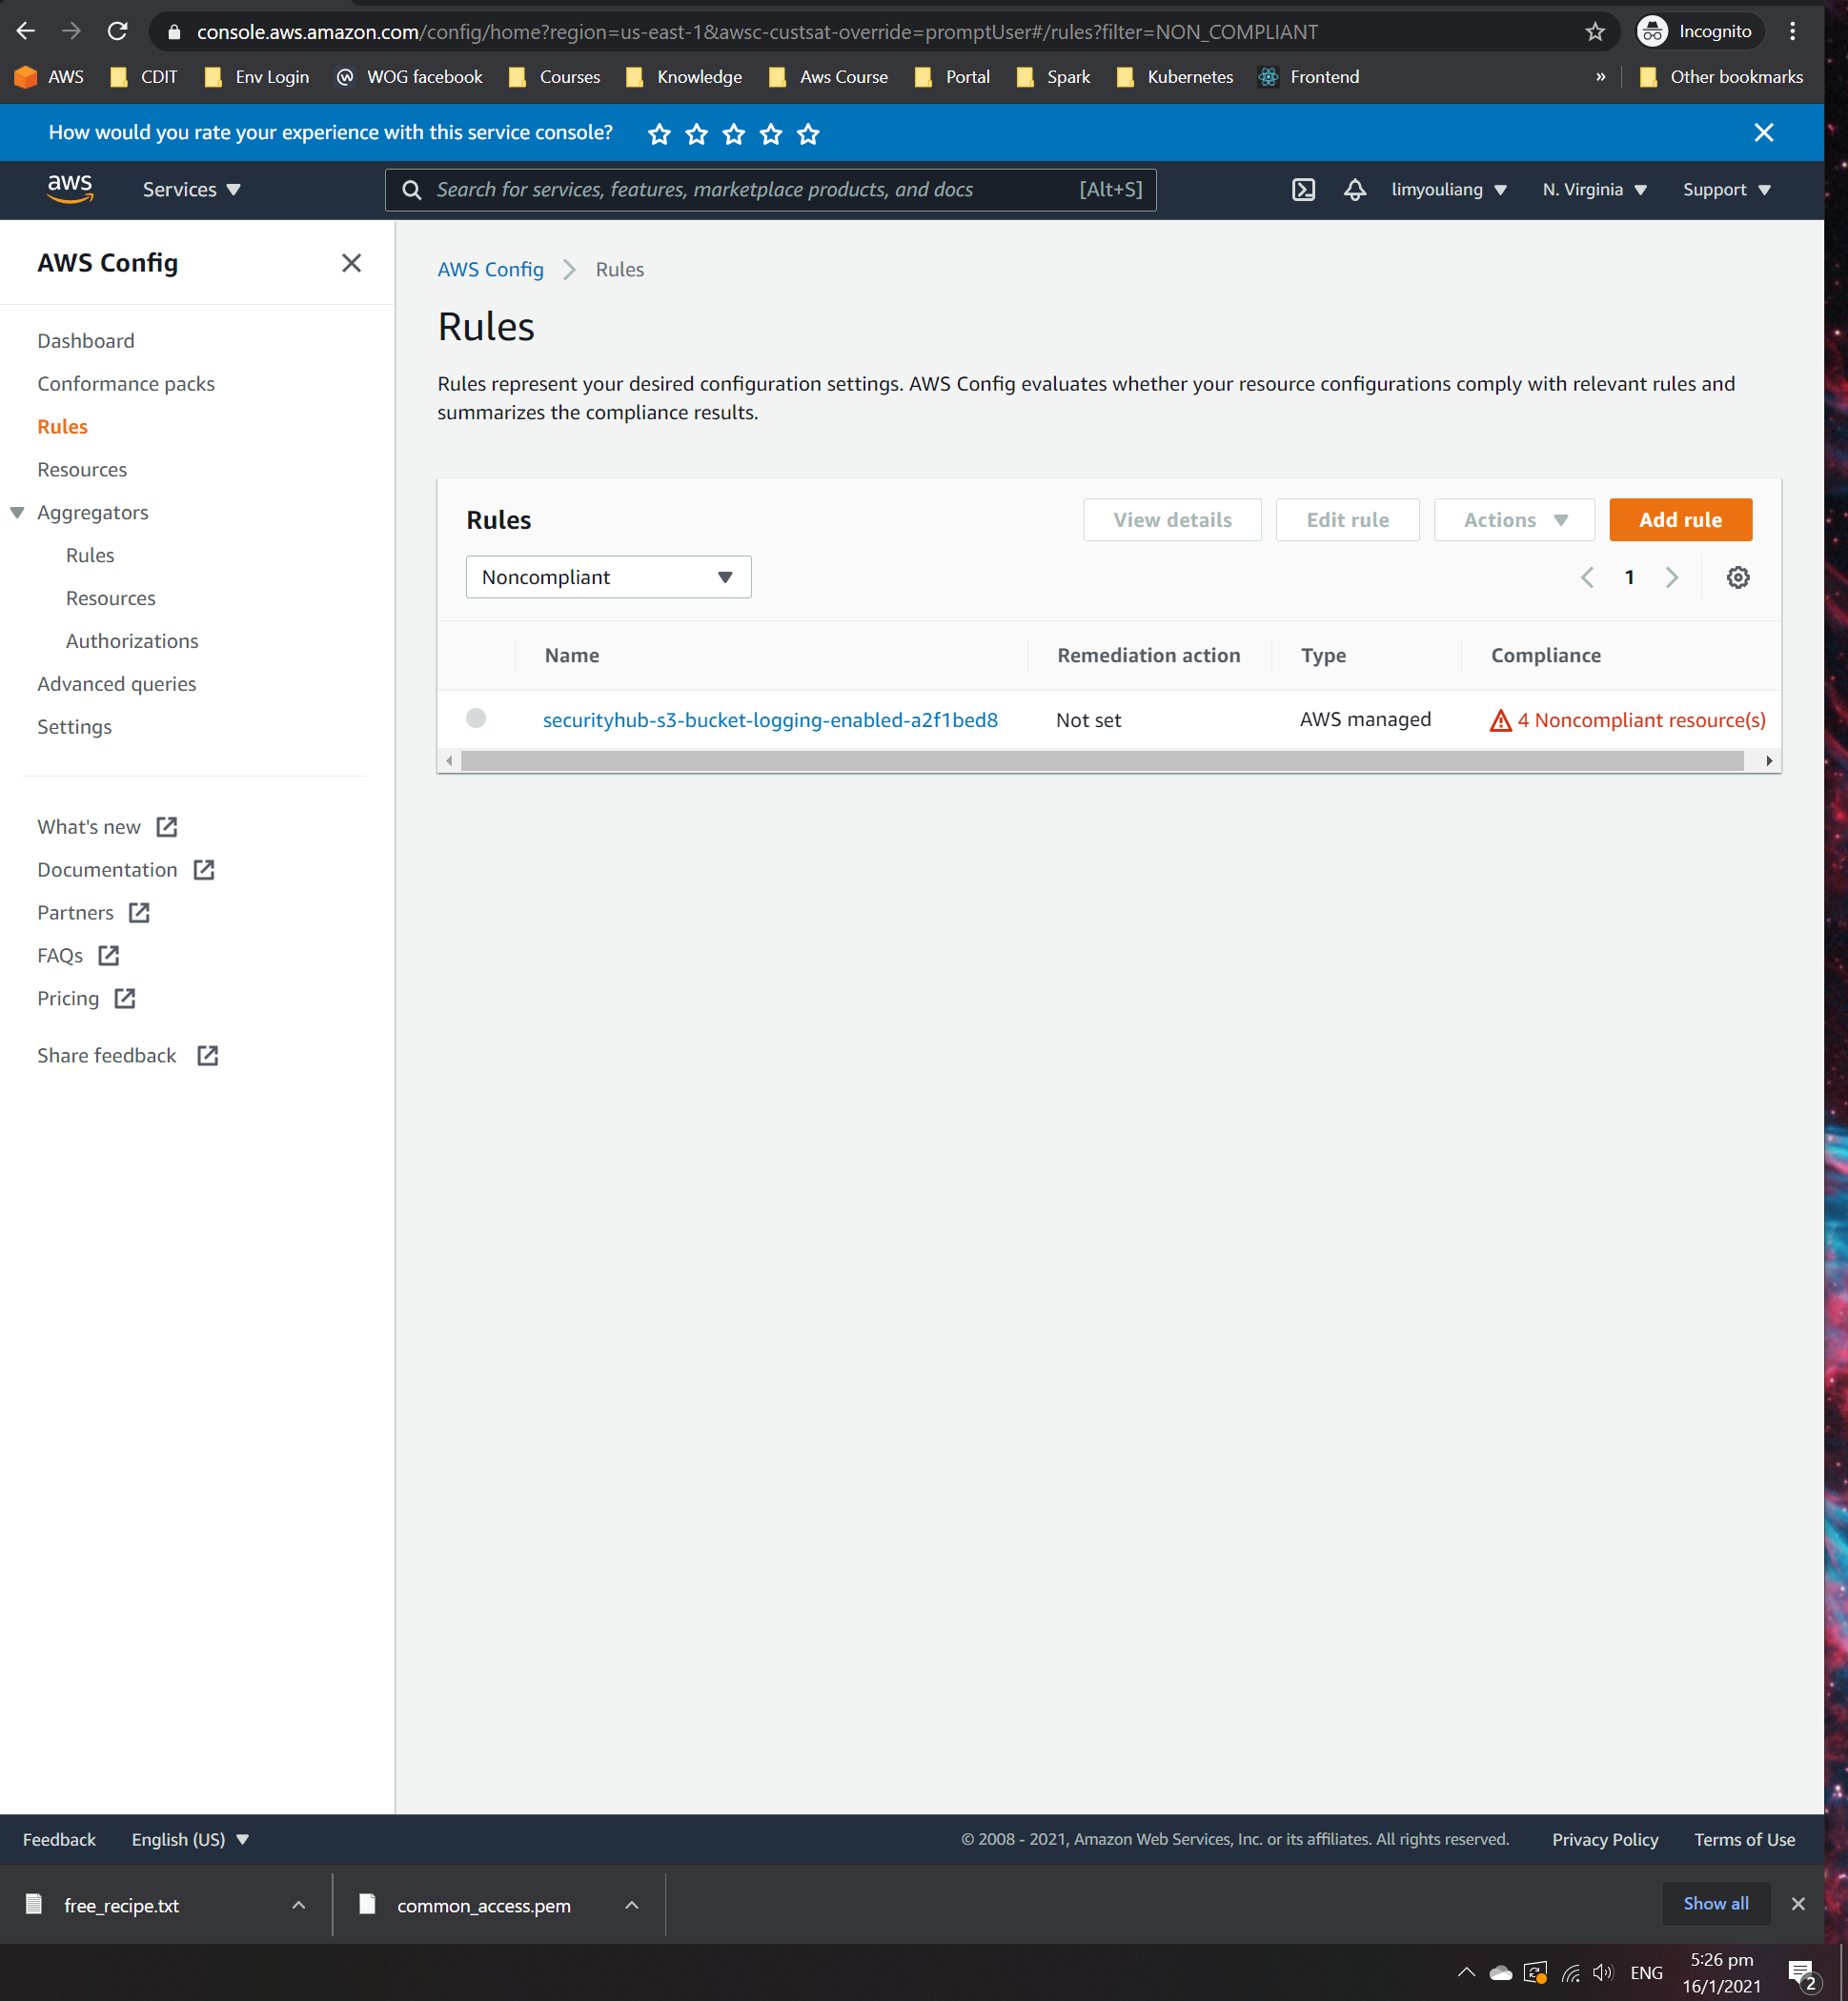 console.aws.amazon.com/config/home?region=us-east-1&awsc-custsat-override=promptUser#/rules?filter=NON_COMPLIANT
Incognito
AWS
CDIT
Env Login
WOG facebook
Courses
Knowledge
Aws Course
Portal
Spark
Kubernetes
Frontend
»
Other bookmarks
How would you rate your experience with this service console?
aws
Services
Search for services, features, marketplace products, and docs
[Alt+S]
limyouliang
N. Virginia
Support
AWS Config
Dashboard
Conformance packs
Rules
Resources
Aggregators
Rules
Resources
Authorizations
Advanced queries
Settings
What's new
Documentation
Partners
FAQs
Pricing
Share feedback
AWS Config > Rules
Rules
Rules represent your desired configuration settings. AWS Config evaluates whether your resource configurations comply with relevant rules and
summarizes the compliance results.
Rules
View details
Edit rule
Actions
Add rule
Noncompliant
1
Name
Remediation action
Type
Compliance
securityhub-s3-bucket-logging-enabled-a2f1bed8
Not set
AWS managed
4 Noncompliant resource(s)
Feedback
English (US)
© 2008 - 2021, Amazon Web Services, Inc. or its affiliates. All rights reserved.
Privacy Policy
Terms of Use
free_recipe.txt
common_access.pem
Show all
ENG
5:26 pm
16/1/2021
2